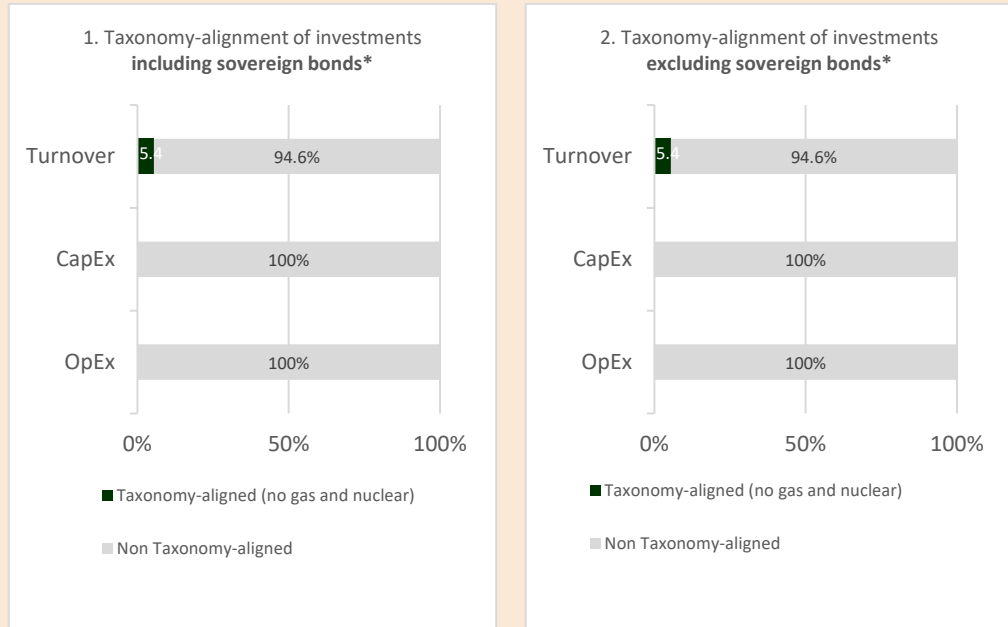 1. Taxonomy-alignment of investments
including sovereign bonds*
Turnover
5.4
94.6%
CapEx
100%
OpEx
100%
0%
50%
100%
Taxonomy-aligned (no gas and nuclear)
Non Taxonomy-aligned
2. Taxonomy-alignment of investments
excluding sovereign bonds*
Turnover
5.4
94.6%
CapEx
100%
OpEx
100%
0%
50%
100%
Taxonomy-aligned (no gas and nuclear)
Non Taxonomy-aligned